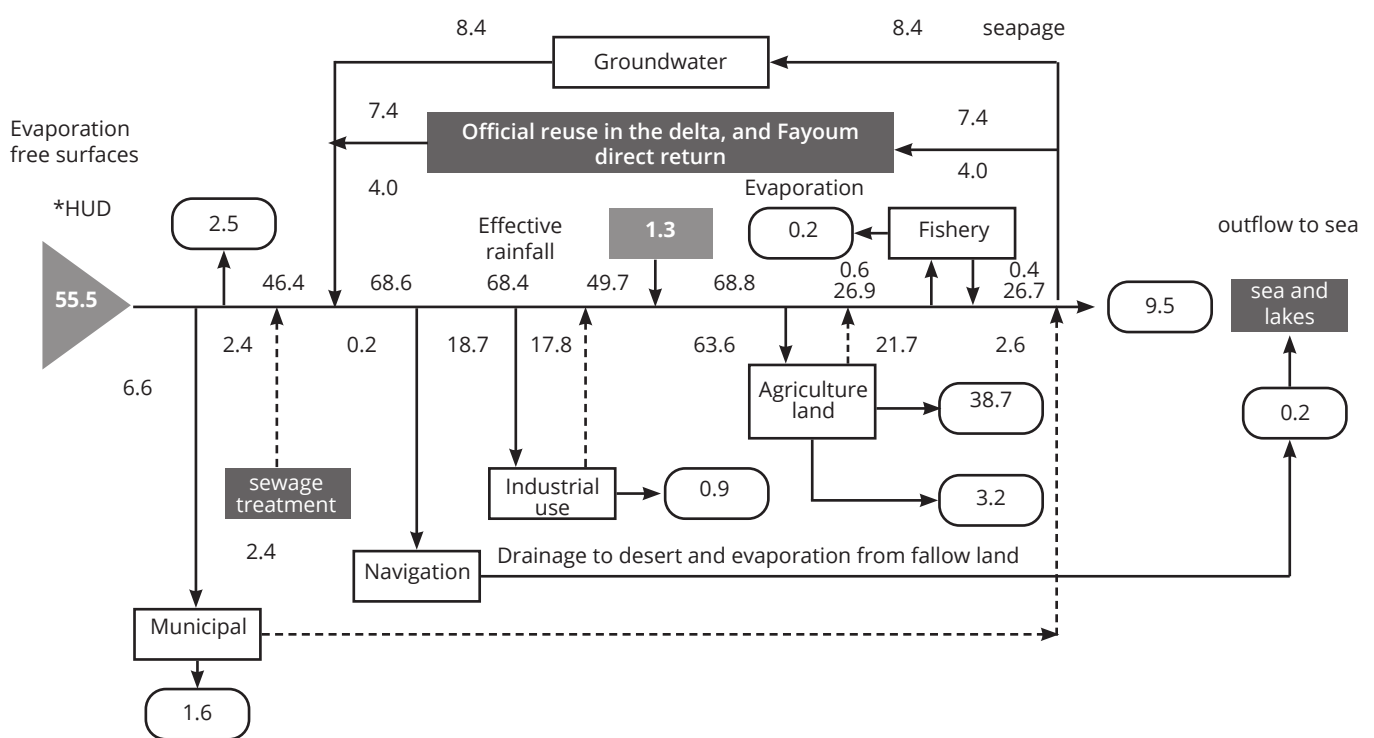 8.4
8.4
seapage
Groundwater
7.4
Official reuse in the delta, and Fayoum
direct return
7.4
Evaporation
free surfaces
4.0
4.0
Evaporation
*HUD
2.5
Effective
rainfall
1.3
0.2
Fishery
outflow to sea
55.5
46.4
68.6
68.4
49.7
68.8
0.6
26.9
0.4
26.7
9.5
sea and
lakes
6.6
2.4
0.2
18.7
17.8
63.6
21.7
2.6
Agriculture
land
38.7
0.2
sewage
treatment
Industrial
use
0.9
3.2
2.4
Navigation
Drainage to desert and evaporation from fallow land
Municipal
1.6